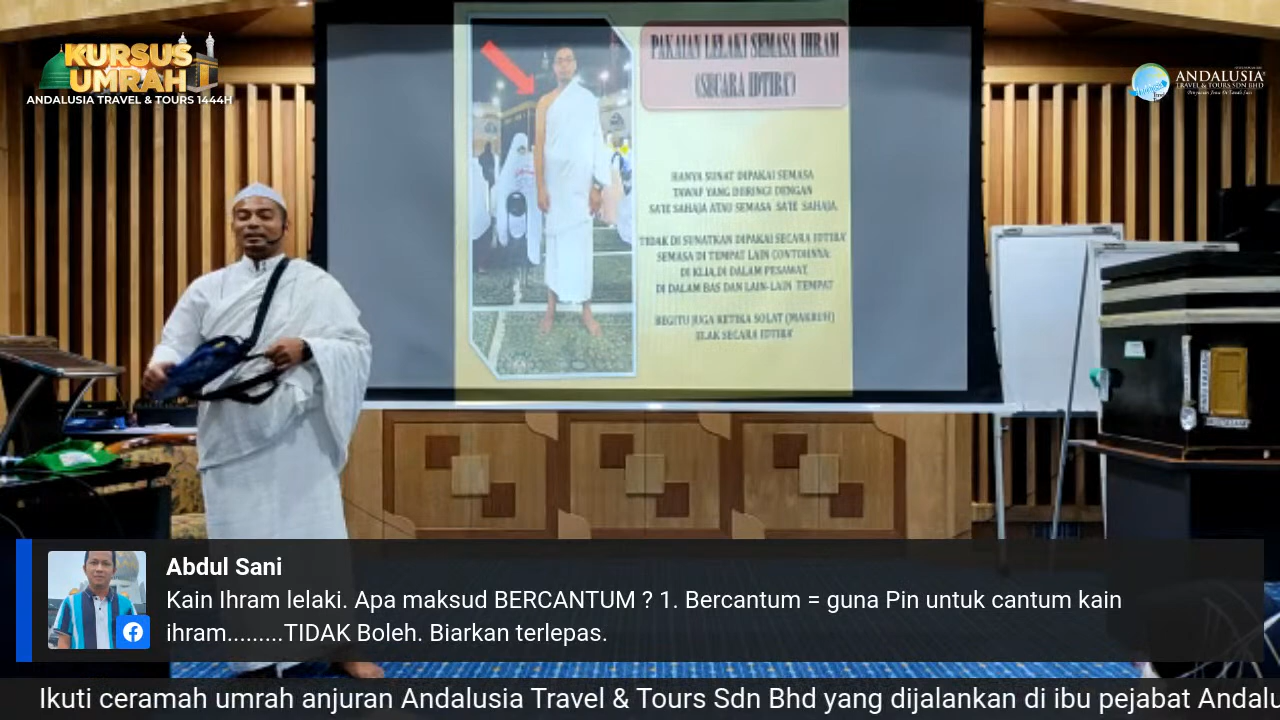 KURSUS
UMRAH
ANDALUSIA TRAVEL & TOURS 1444H
ANDALUSIA
TRAVEL & TOURS SDN BHD
PAKAIAN LELAKI SEMASA IHRAM
(SECARA IDTIBA')
HANYA SUNAT DIPAKAI SEMASA
TAWAF YANG DIIRINGI DENGAN
SA'IE SAHAJA ATAU SEMASA SA'IE SAHAJA.
TIDAK DI SUNATKAN DIPAKAI SECARA IDTIBA'
SEMASA DI TEMPAT LAIN CONTOHNYA:
DI KLIA,DI DALAM PESAWAT,
DI DALAM BAS DAN LAIN-LAIN TEMPAT
BEGITU JUGA KETIKA SOLAT (MAKRUH)
ELAK SECARA IDTIBA'
Abdul Sani
Kain Ihram lelaki. Apa maksud BERCANTUM ? 1. Bercantum = guna Pin untuk cantum kain
ihram.........TIDAK Boleh. Biarkan terlepas.
Ikuti ceramah umrah anjuran Andalusia Travel & Tours Sdn Bhd yang dijalankan di ibu pejabat Andalu